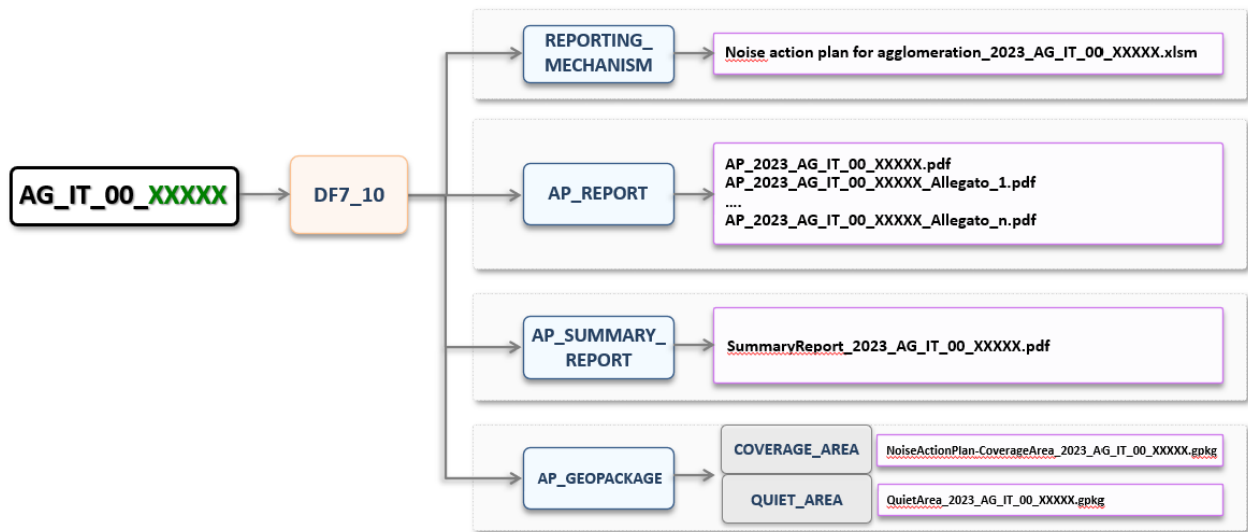 AG_IT_00_XXXXX
DF7_10
REPORTING_
MECHANISM
Noise action plan for agglomeration_2023_AG_IT_00_XXXXX.xlsm
AP_REPORT
AP_2023_AG_IT_00_XXXXX.pdf
AP_2023_AG_IT_00_XXXXX_Allegato_1.pdf
....
AP_2023_AG_IT_00_XXXXX_Allegato_n.pdf
AP_SUMMARY_
REPORT
SummaryReport_2023_AG_IT_00_XXXXX.pdf
AP_GEOPACKAGE
COVERAGE_AREA
NoiseActionPlan-CoverageArea_2023_AG_IT_00_XXXXX.gpkg
QUIET_AREA
QuietArea_2023_AG_IT_00_XXXXX.gpkg